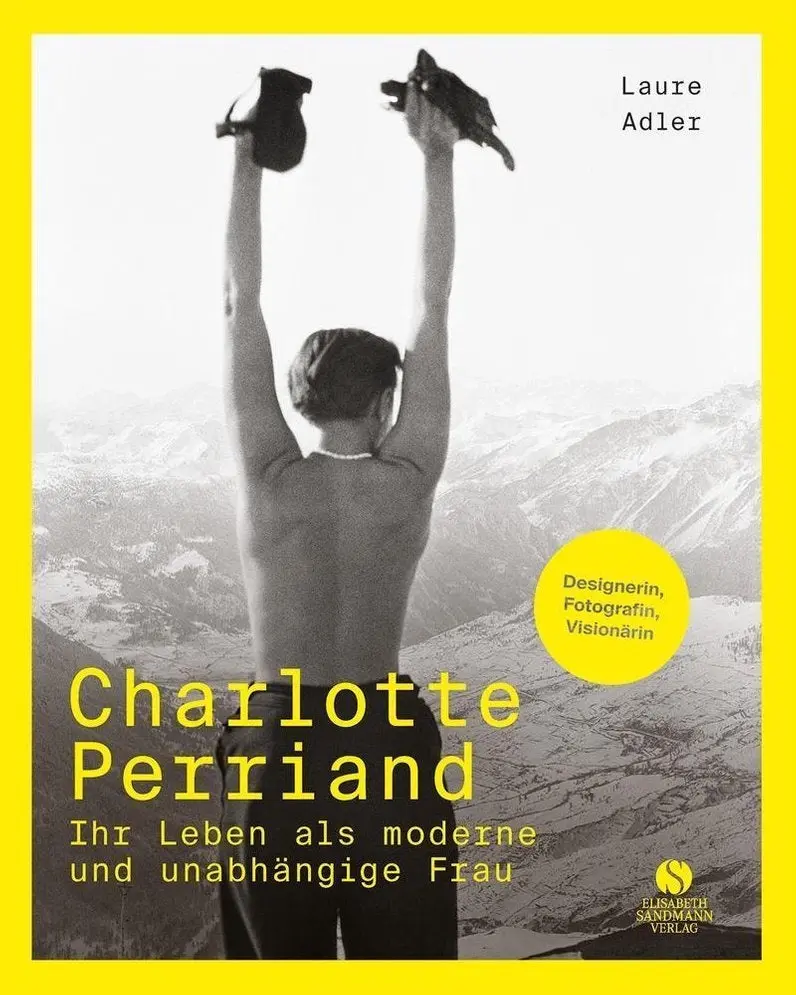 Laure
Adler
Designerin,
Fotografin,
Visionärin
Charlotte
Perriand
Ihr Leben als moderne
und unabhängige Frau
S
ELISABETH
SANDMANN
VERLAG